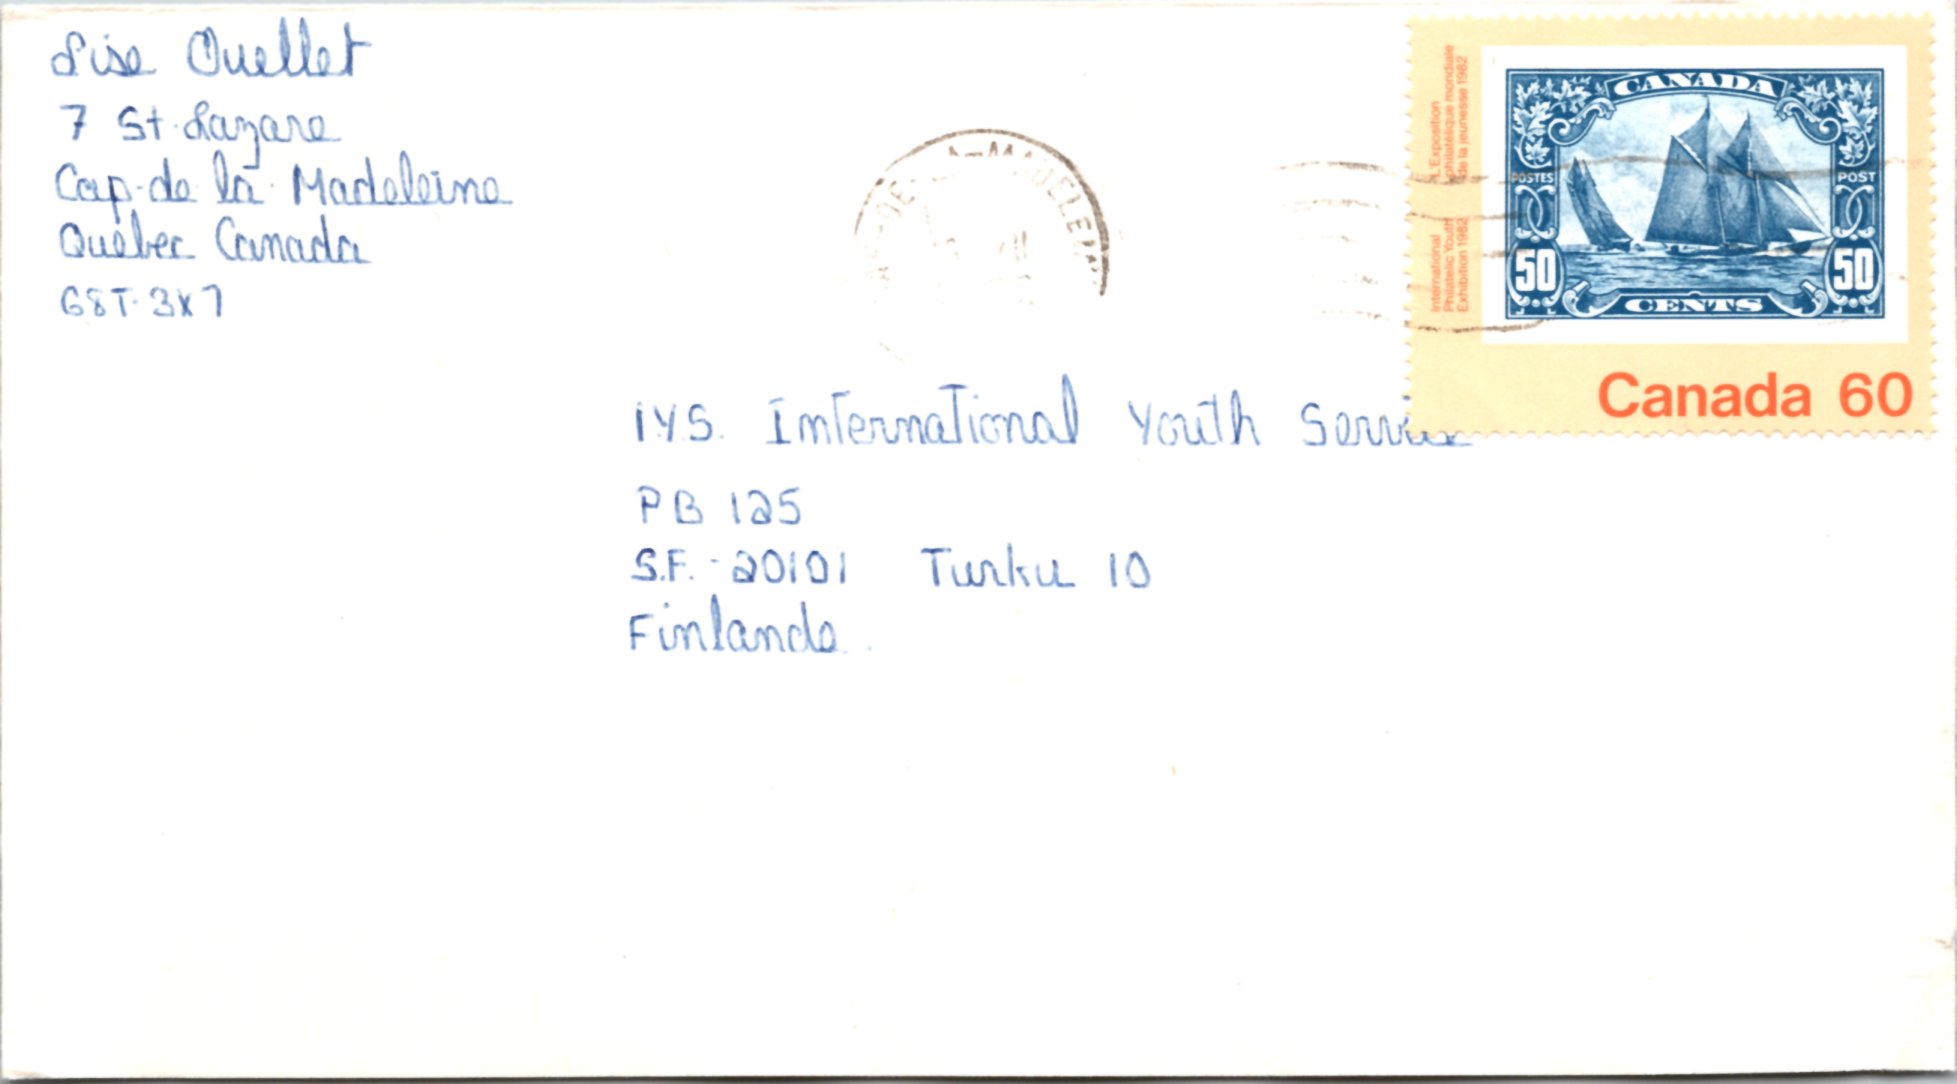 Lise Ouellet
7 St-Lazare
Cap-de-la-Madeleine
Québec Canada
G8T-3X7
L'Exposition
philatélique mondiale
de la jeunesse 1982
International
Philatelic Youth
Exhibition 1982
CANADA
POSTES POST
50 50
CENTS
Canada 60
I.Y.S. International Youth Service
PB 125
S.F.-20101 Turku 10
Finlande